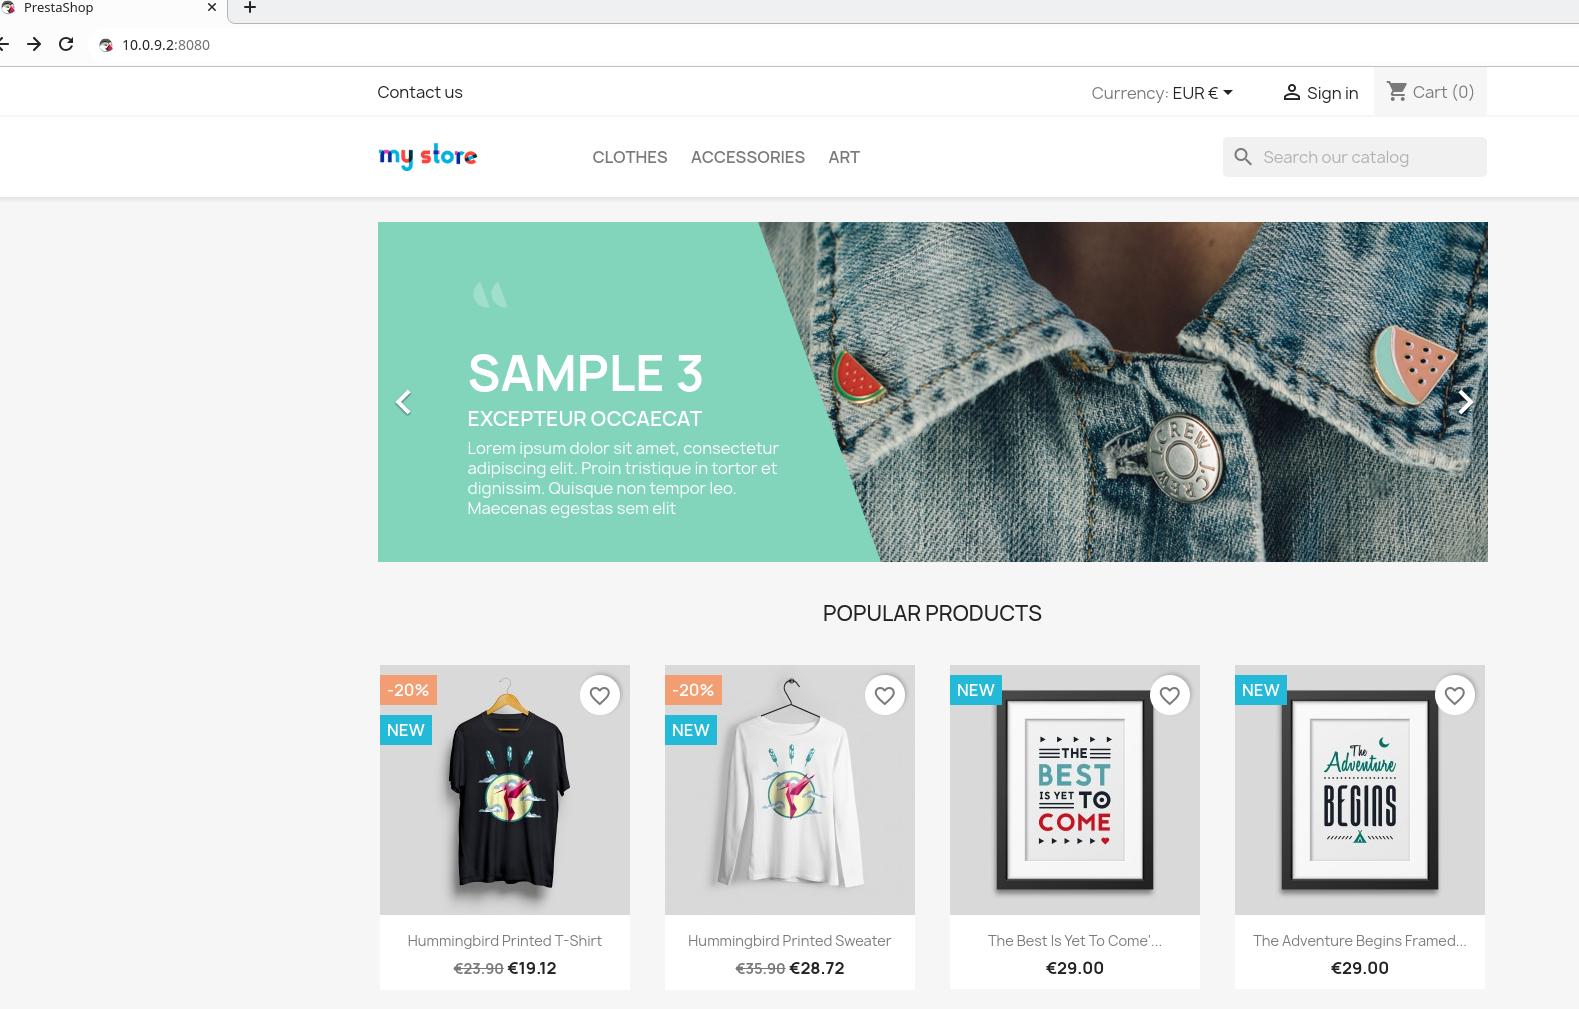 PrestaShop
10.0.9.2:8080
Contact us
Currency: EUR €
Sign in
Cart (0)
my store
CLOTHES
ACCESSORIES
ART
Search our catalog
SAMPLE 3
EXCEPTEUR OCCAECAT
Lorem ipsum dolor sit amet, consectetur
adipiscing elit. Proin tristique in tortor et
dignissim. Quisque non tempor leo.
Maecenas egestas sem elit
J.CREW J.CREW
POPULAR PRODUCTS
-20%
NEW
Hummingbird Printed T-Shirt
€23.90 €19.12
-20%
NEW
Hummingbird Printed Sweater
€35.90 €28.72
NEW
THE
BEST
IS YET TO
COME
The Best Is Yet To Come'...
€29.00
NEW
The
Adventure
BEGINS
The Adventure Begins Framed...
€29.00